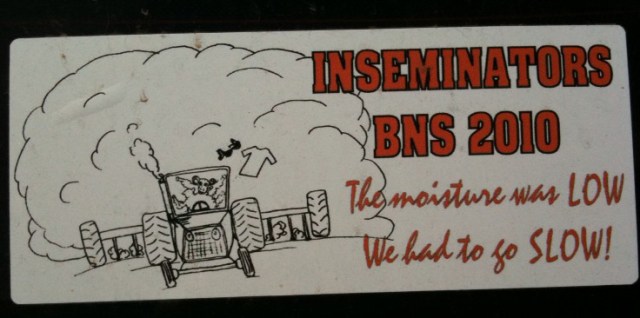 INSEMINATORS
BNS 2010
The moisture was LOW
We had to go SLOW!